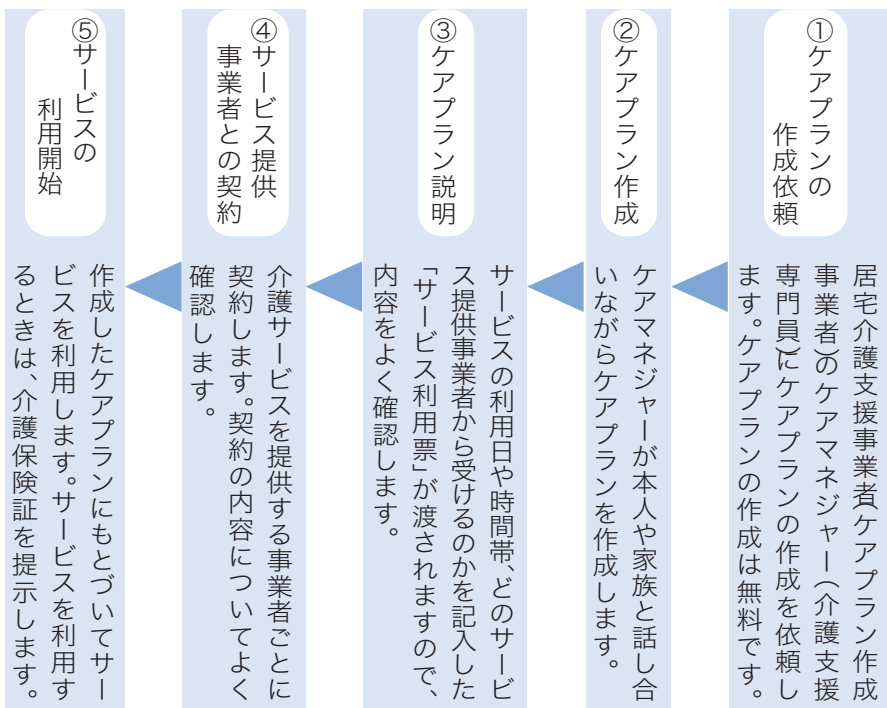 ①ケアプランの
作成依頼
居宅介護支援事業者(ケアプラン作成
事業者)のケアマネジャー(介護支援
専門員)にケアプランの作成を依頼し
ます。ケアプランの作成は無料です。
②ケアプラン作成
ケアマネジャーが本人や家族と話し合
いながらケアプランを作成します。
③ケアプラン説明
サービスの利用日や時間帯、どのサービ
ス提供事業者から受けるのかを記入した
「サービス利用票」が渡されますので、
内容をよく確認します。
④サービス提供
事業者との契約
介護サービスを提供する事業者ごとに
契約します。契約の内容についてよく
確認します。
⑤サービスの
利用開始
作成したケアプランにもとづいてサー
ビスを利用します。サービスを利用す
るときは、介護保険証を提示します。